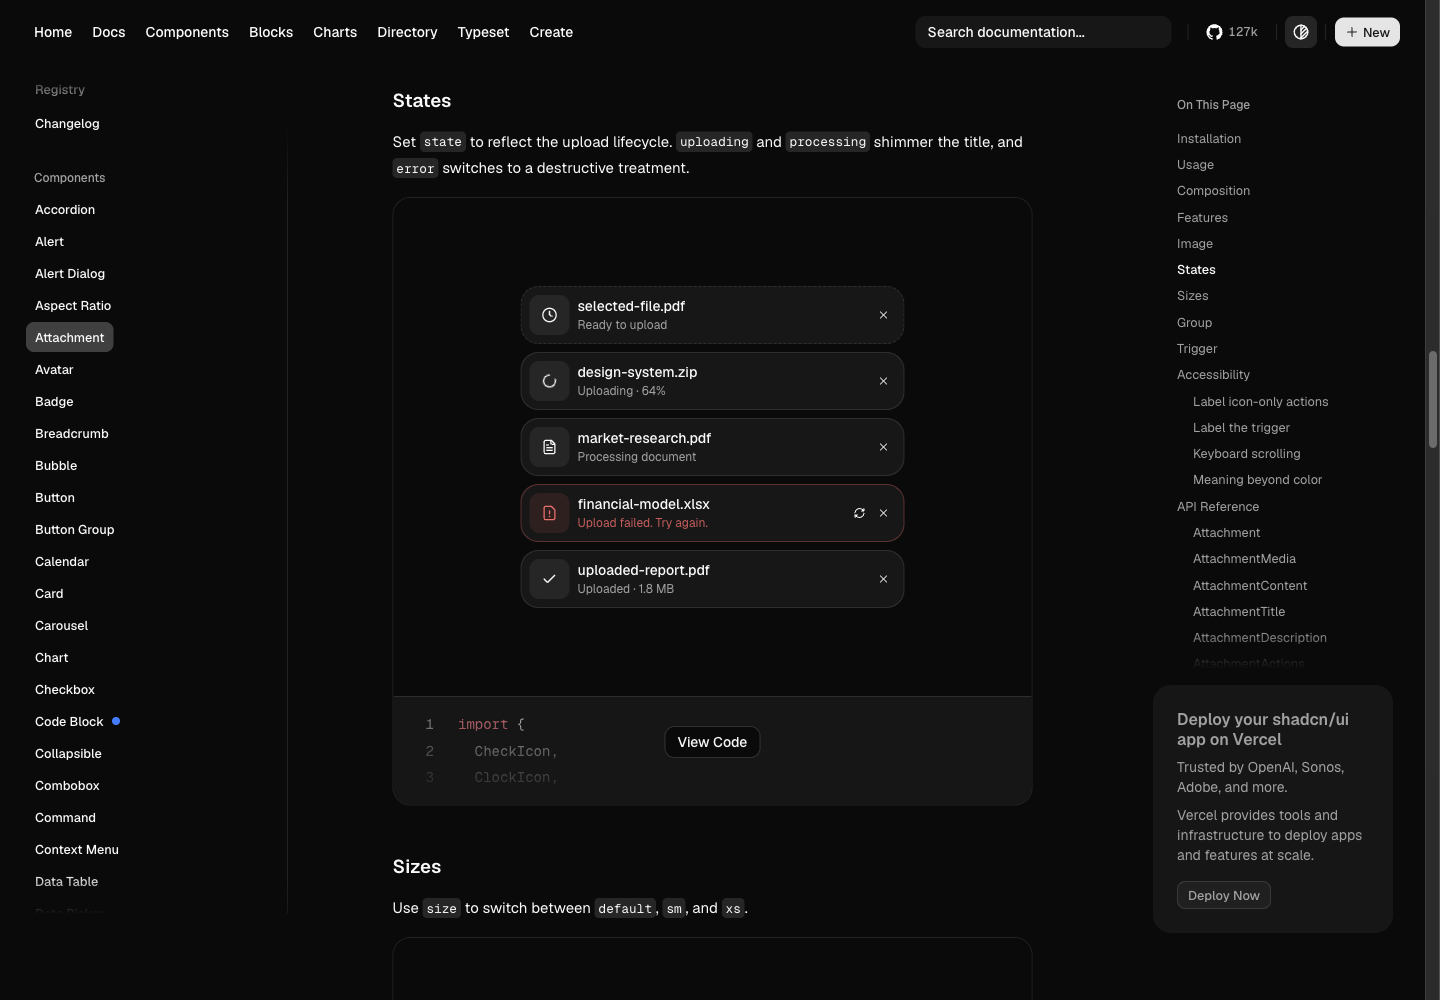 Home Docs Components Blocks Charts Directory Typeset Create
Search documentation...
127k
New
Registry
Changelog
Components
Accordion
Alert
Alert Dialog
Aspect Ratio
Attachment
Avatar
Badge
Breadcrumb
Bubble
Button
Button Group
Calendar
Card
Carousel
Chart
Checkbox
Code Block
Collapsible
Combobox
Command
Context Menu
Data Table
Date Picker
States
Set state to reflect the upload lifecycle. uploading and processing shimmer the title, and
error switches to a destructive treatment.
selected-file.pdf
Ready to upload
design-system.zip
Uploading · 64%
market-research.pdf
Processing document
financial-model.xlsx
Upload failed. Try again.
uploaded-report.pdf
Uploaded · 1.8 MB
1 import {
2 CheckIcon,
3 ClockIcon,
View Code
Sizes
Use size to switch between default, sm, and xs.
On This Page
Installation
Usage
Composition
Features
Image
States
Sizes
Group
Trigger
Accessibility
Label icon-only actions
Label the trigger
Keyboard scrolling
Meaning beyond color
API Reference
Attachment
AttachmentMedia
AttachmentContent
AttachmentTitle
AttachmentDescription
AttachmentActions
Deploy your shadcn/ui
app on Vercel
Trusted by OpenAI, Sonos,
Adobe, and more.
Vercel provides tools and
infrastructure to deploy apps
and features at scale.
Deploy Now